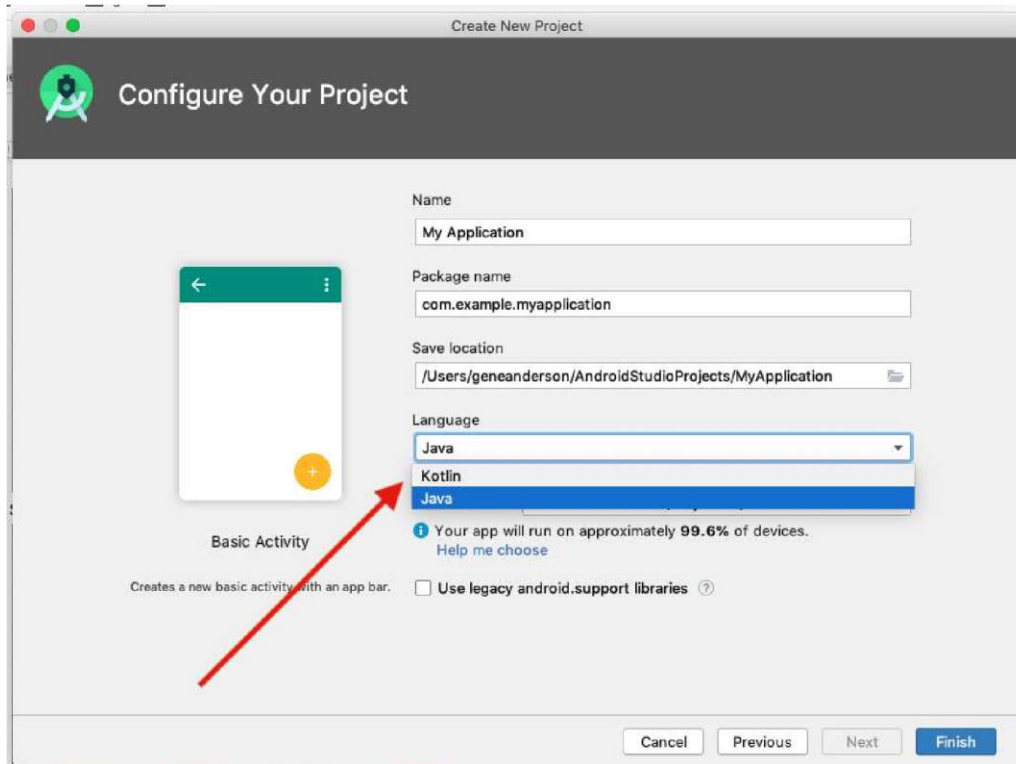 Create New Project
Configure Your Project
Name
My Application
Package name
com.example.myapplication
Save location
/Users/geneanderson/AndroidStudioProjects/MyApplication
Language
Java
Kotlin
Java
Your app will run on approximately 99.6% of devices.
Help me choose
Basic Activity
Creates a new basic activity with an app bar.
Use legacy android.support libraries ?
Cancel Previous Next Finish